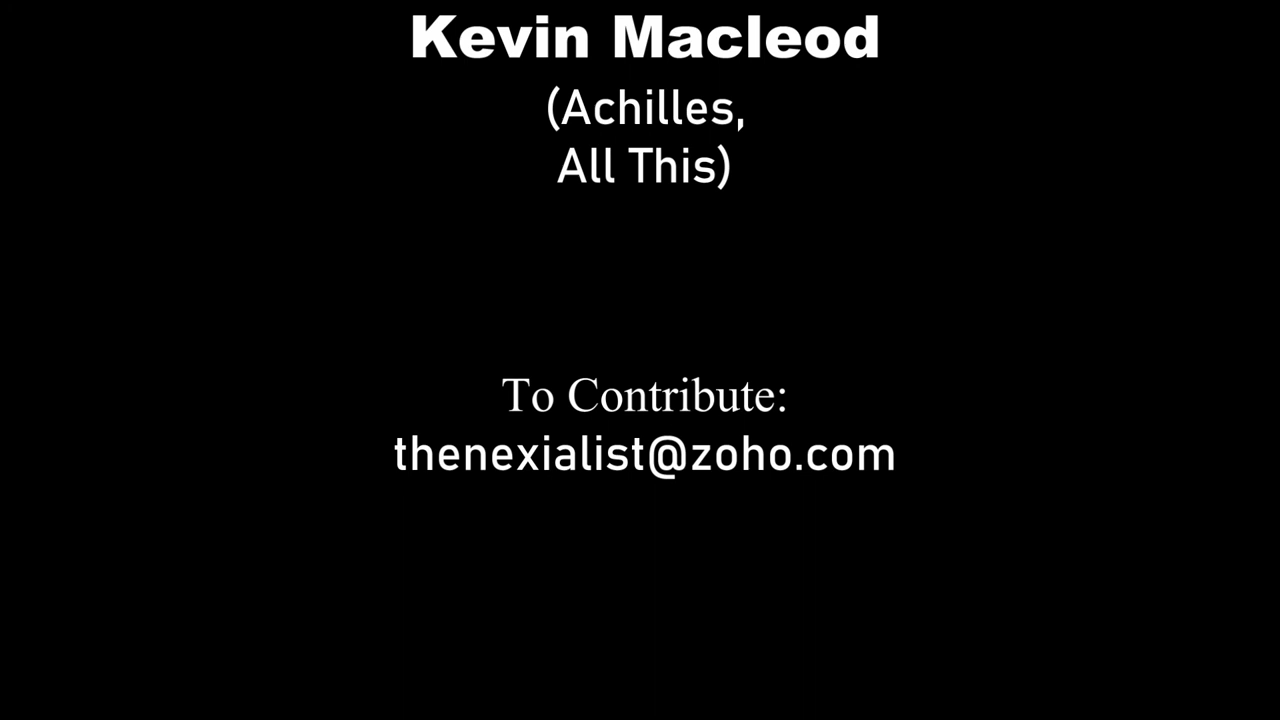 Kevin Macleod
(Achilles,
All This)
To Contribute:
thenexialist@zoho.com